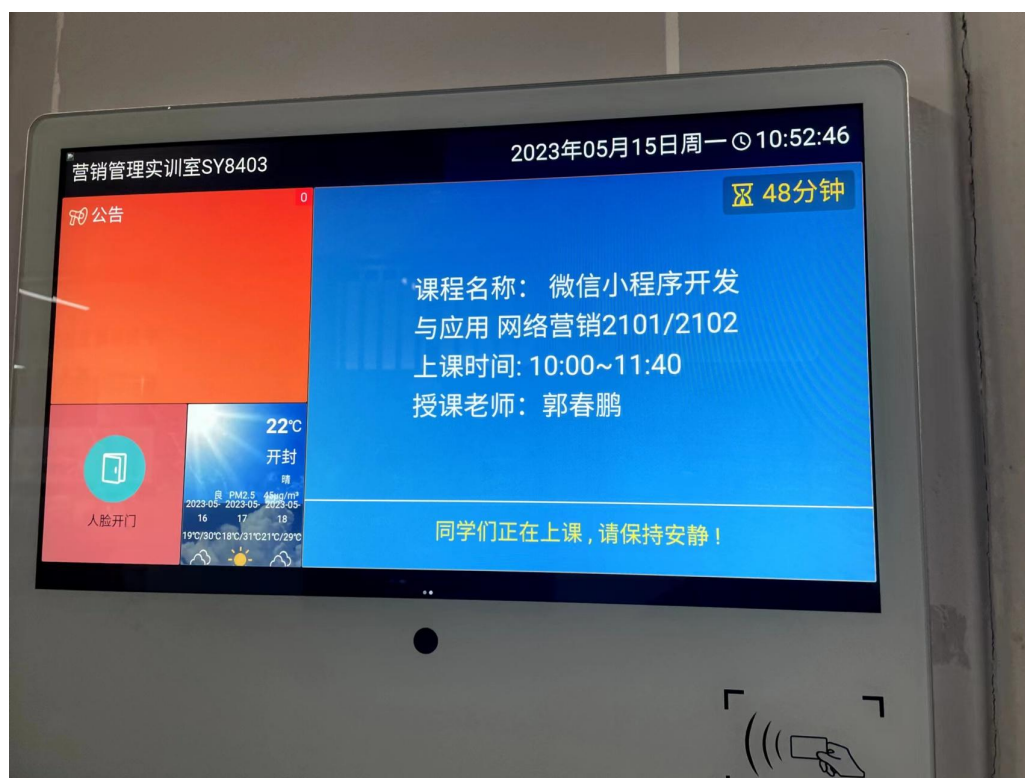 营销管理实训室SY8403
2023年05月15日周一 10:52:46
公告
0
48分钟
课程名称： 微信小程序开发
与应用 网络营销2101/2102
上课时间: 10:00~11:40
授课老师：郭春鹏
人脸开门
22℃
开封
晴
良 PM2.5 45μg/m³
2023-05- 2023-05- 2023-05-
16 17 18
19℃/30℃ 18℃/31℃ 21℃/29℃
同学们正在上课 , 请保持安静 !